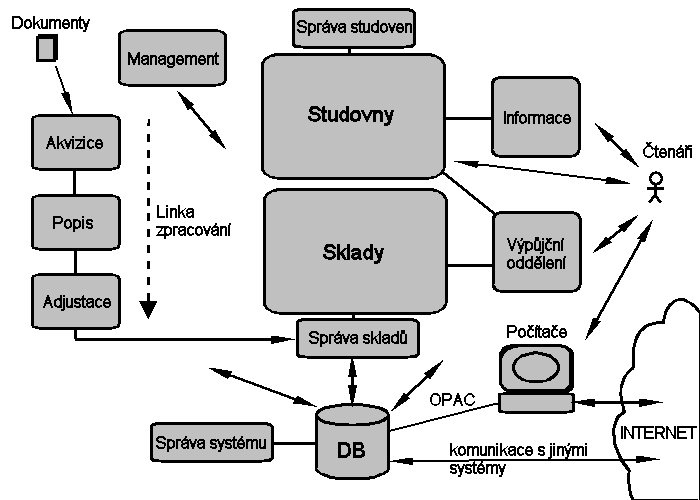 Dokumenty
Správa studoven
Management
Studovny
Informace
Akvizice
Čtenáři
Linka
zpracování
Popis
Sklady
Výpůjční
oddělení
Adjustace
Správa skladů
Počítače
OPAC
INTERNET
Správa systému
DB
komunikace s jinými
systémy